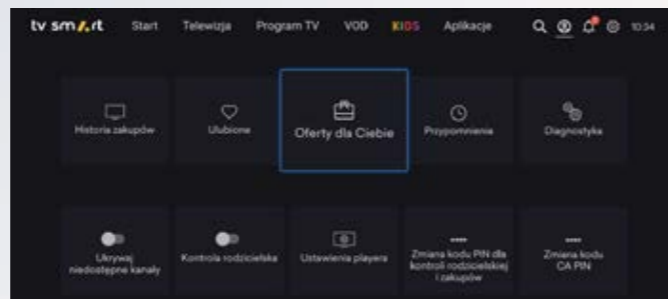 tv smart Start Telewizja Program TV VOD KIDS Aplikacje 10:34
Historia zakupów Ulubione Oferty dla Ciebie Przypomnienia Diagnostyka
Ukrywaj
niedostępne kanały
Kontrola rodzicielska
Ustawienia playera
Zmiana kodu PIN dla
kontroli rodzicielskiej
i zakupów
Zmiana kodu
CA PIN